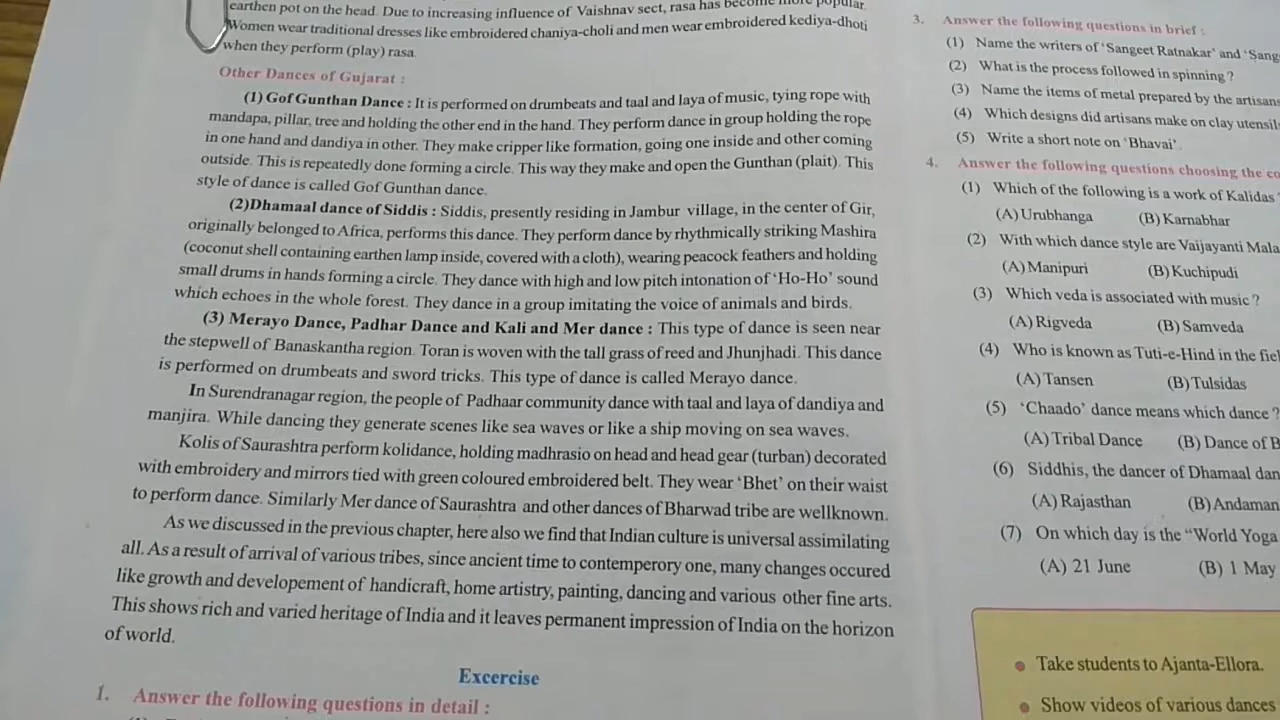 earthen pot on the head. Due to increasing influence of Vaishnav sect, rasa has become more popular.
Women wear traditional dresses like embroidered chaniya-choli and men wear embroidered kediya-dhoti
when they perform (play) rasa.
Other Dances of Gujarat :
(1) Gof Gunthan Dance : It is performed on drumbeats and taal and laya of music, tying rope with
mandapa, pillar, tree and holding the other end in the hand. They perform dance in group holding the rope
in one hand and dandiya in other. They make cripper like formation, going one inside and other coming
outside. This is repeatedly done forming a circle. This way they make and open the Gunthan (plait). This
style of dance is called Gof Gunthan dance.
(2)Dhamaal dance of Siddis : Siddis, presently residing in Jambur village, in the center of Gir,
originally belonged to Africa, performs this dance. They perform dance by rhythmically striking Mashira
(coconut shell containing earthen lamp inside, covered with a cloth), wearing peacock feathers and holding
small drums in hands forming a circle. They dance with high and low pitch intonation of 'Ho-Ho' sound
which echoes in the whole forest. They dance in a group imitating the voice of animals and birds.
(3) Merayo Dance, Padhar Dance and Kali and Mer dance : This type of dance is seen near
the stepwell of Banaskantha region. Toran is woven with the tall grass of reed and Jhunjhadi. This dance
is performed on drumbeats and sword tricks. This type of dance is called Merayo dance.
In Surendranagar region, the people of Padhaar community dance with taal and laya of dandiya and
manjira. While dancing they generate scenes like sea waves or like a ship moving on sea waves.
Kolis of Saurashtra perform kolidance, holding madhrasio on head and head gear (turban) decorated
with embroidery and mirrors tied with green coloured embroidered belt. They wear 'Bhet' on their waist
to perform dance. Similarly Mer dance of Saurashtra and other dances of Bharwad tribe are wellknown.
As we discussed in the previous chapter, here also we find that Indian culture is universal assimilating
all. As a result of arrival of various tribes, since ancient time to contemperory one, many changes occured
like growth and developement of handicraft, home artistry, painting, dancing and various other fine arts.
This shows rich and varied heritage of India and it leaves permanent impression of India on the horizon
of world.
Excercise
1. Answer the following questions in detail :
3. Answer the following questions in brief :
(1) Name the writers of 'Sangeet Ratnakar' and 'Sang
(2) What is the process followed in spinning ?
(3) Name the items of metal prepared by the artisans
(4) Which designs did artisans make on clay utensil
(5) Write a short note on 'Bhavai'.
4. Answer the following questions choosing the co
(1) Which of the following is a work of Kalidas
(A) Urubhanga (B) Karnabhar
(2) With which dance style are Vaijayanti Mala
(A) Manipuri (B) Kuchipudi
(3) Which veda is associated with music ?
(A) Rigveda (B) Samveda
(4) Who is known as Tuti-e-Hind in the fiel
(A) Tansen (B) Tulsidas
(5) 'Chaado' dance means which dance ?
(A) Tribal Dance (B) Dance of B
(6) Siddhis, the dancer of Dhamaal dan
(A) Rajasthan (B) Andaman
(7) On which day is the "World Yoga
(A) 21 June (B) 1 May
Take students to Ajanta-Ellora.
Show videos of various dances